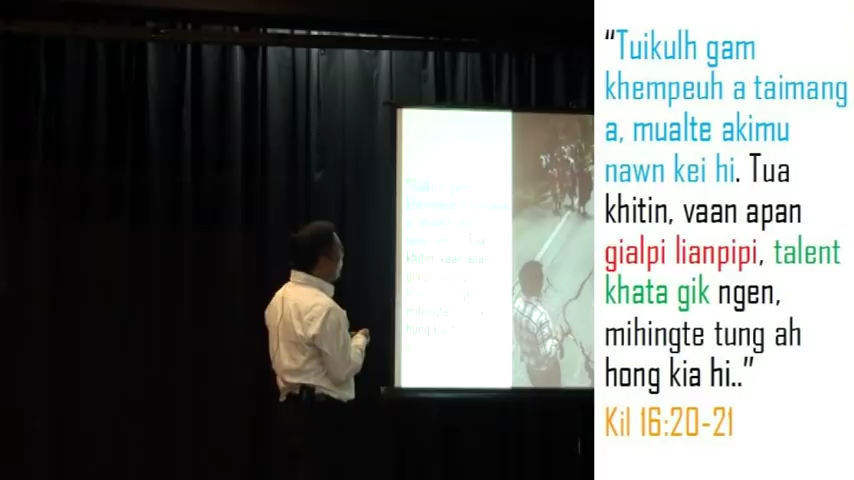 "Tuikulh gam
khempeuh a taimang
a, mualte akimu
nawn kei hi. Tua
khitin, vaan apan
gialpi lianpipi, talent
khata gik ngen,
mihingte tung ah
hong kia hi.."
Kil 16:20-21